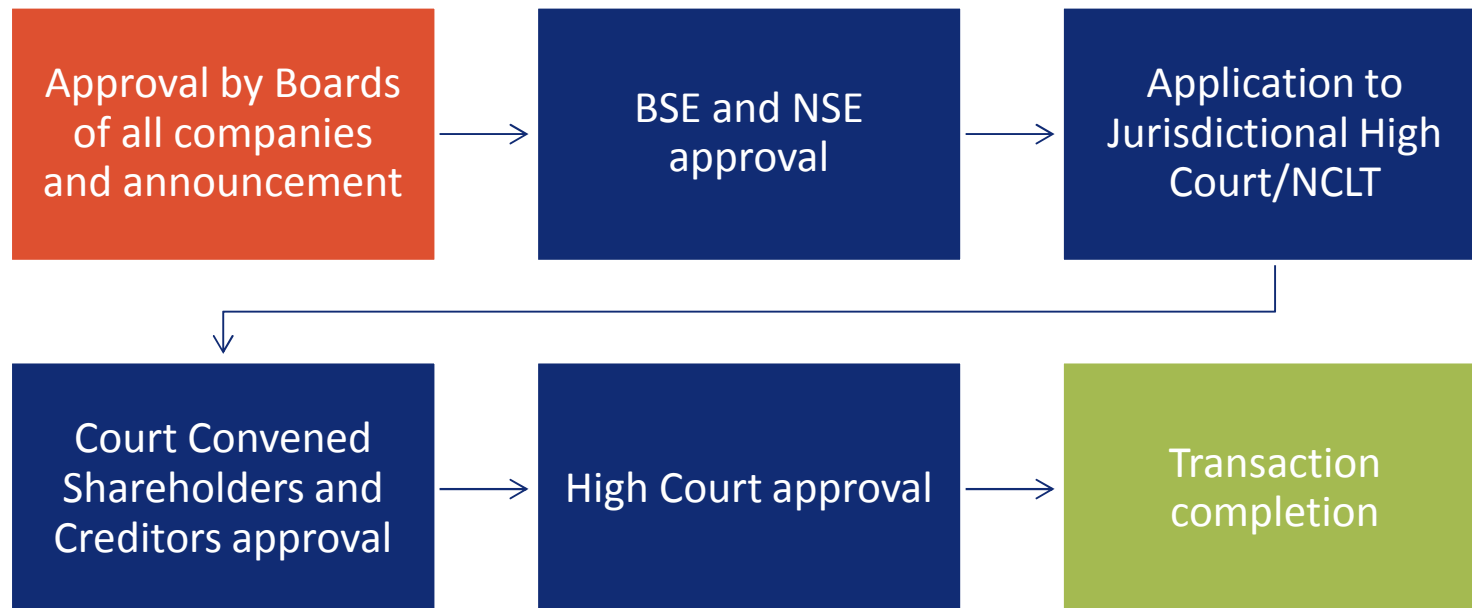 Approval by Boards
of all companies
and announcement
BSE and NSE
approval
Application to
Jurisdictional High
Court/NCLT
Court Convened
Shareholders and
Creditors approval
High Court approval
Transaction
completion